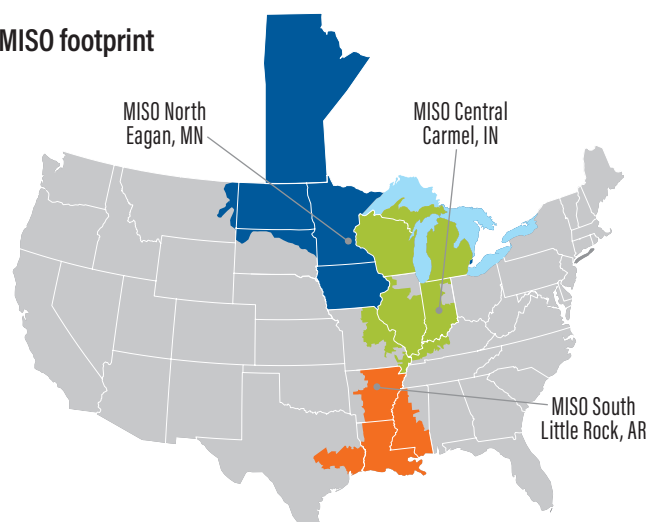 MISO footprint
MISO North
Eagan, MN
MISO Central
Carmel, IN
MISO South
Little Rock, AR